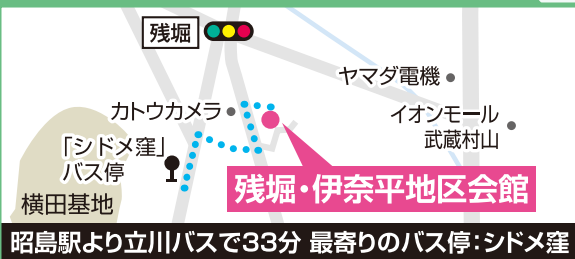 残堀
ヤマダ電機
カトウカメラ
イオンモール
武蔵村山
「シドメ窪」
バス停
残堀・伊奈平地区会館
横田基地
昭島駅より立川バスで33分 最寄りのバス停：シドメ窪